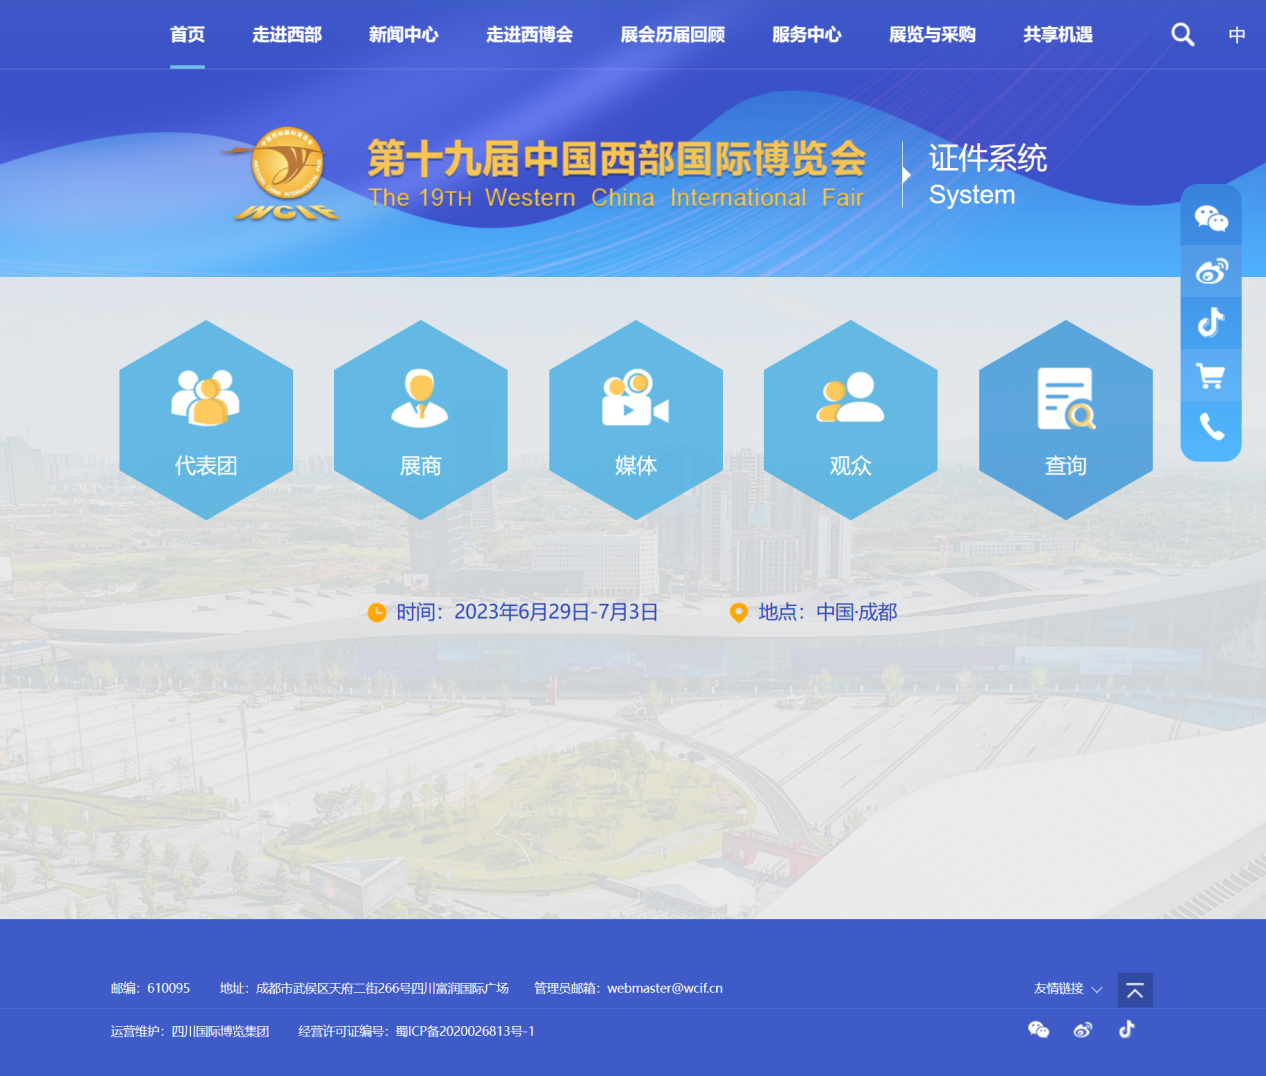 首页 走进西部 新闻中心 走进西博会 展会历届回顾 服务中心 展览与采购 共享机遇 中
第十九届中国西部国际博览会
The 19TH Western China International Fair
证件系统
System
WCIF
代表团 展商 媒体 观众 查询
时间：2023年6月29日-7月3日 地点：中国·成都
邮编：610095 地址：成都市武侯区天府二街266号四川富润国际广场 管理员邮箱：webmaster@wcif.cn 友情链接
运营维护：四川国际博览集团 经营许可证编号：蜀ICP备2020026813号-1